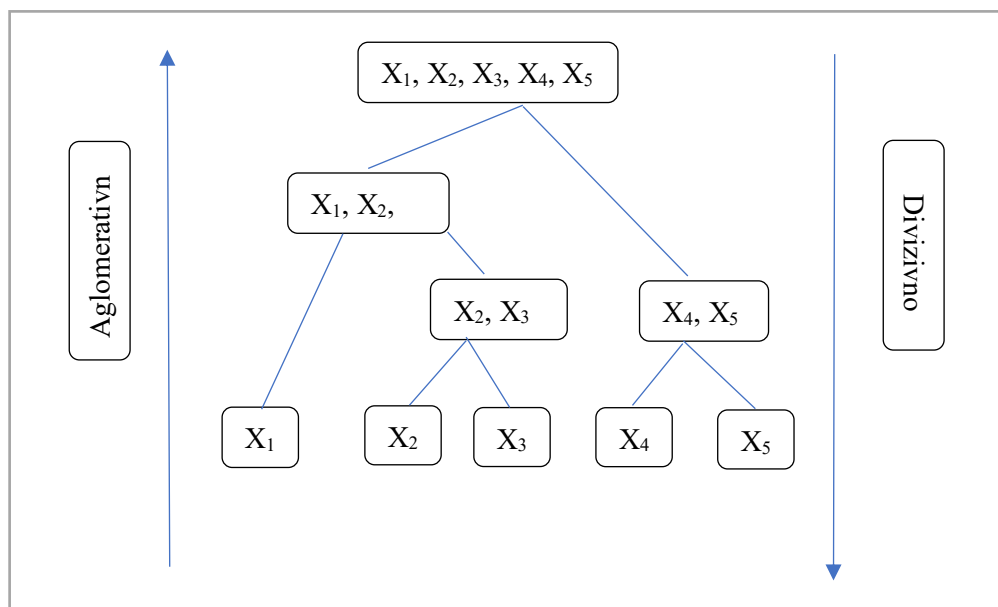 X₁, X₂, X₃, X₄, X₅
Aglomerativn
X₁, X₂,
Divizivno
X₂, X₃
X₄, X₅
X₁
X₂
X₃
X₄
X₅